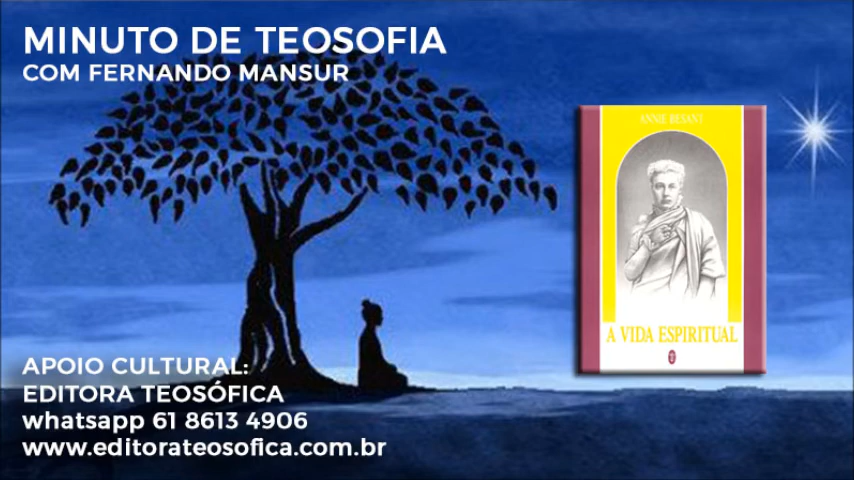 MINUTO DE TEOSOFIA
COM FERNANDO MANSUR
ANNIE BESANT
A VIDA ESPIRITUAL
APOIO CULTURAL:
EDITORA TEOSÓFICA
whatsapp 61 8613 4906
www.editorateosofica.com.br